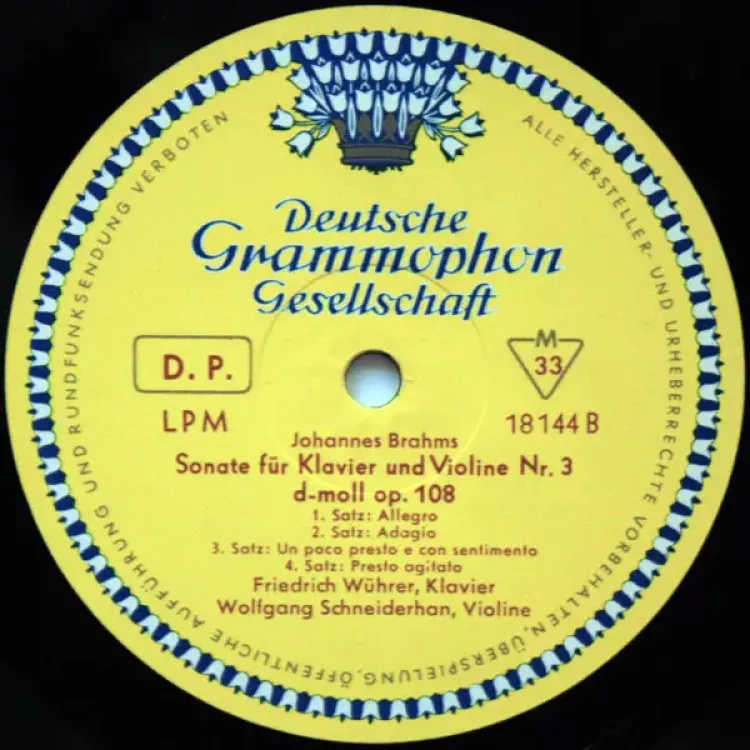 Deutsche
Grammophon
Gesellschaft
D. P.
M
33
LPM
18144 B
Johannes Brahms
Sonate für Klavier und Violine Nr. 3
d-moll op. 108
1. Satz: Allegro
2. Satz: Adagio
3. Satz: Un poco presto e con sentimento
4. Satz: Presto agitato
Friedrich Wührer, Klavier
Wolfgang Schneiderhan, Violine
ALLE HERSTELLER- UND URHEBERRECHTE VORBEHALTEN, ÜBERSPIELUNG, ÖFFENTLICHE AUFFÜHRUNG UND RUNDFUNKSENDUNG VERBOTEN